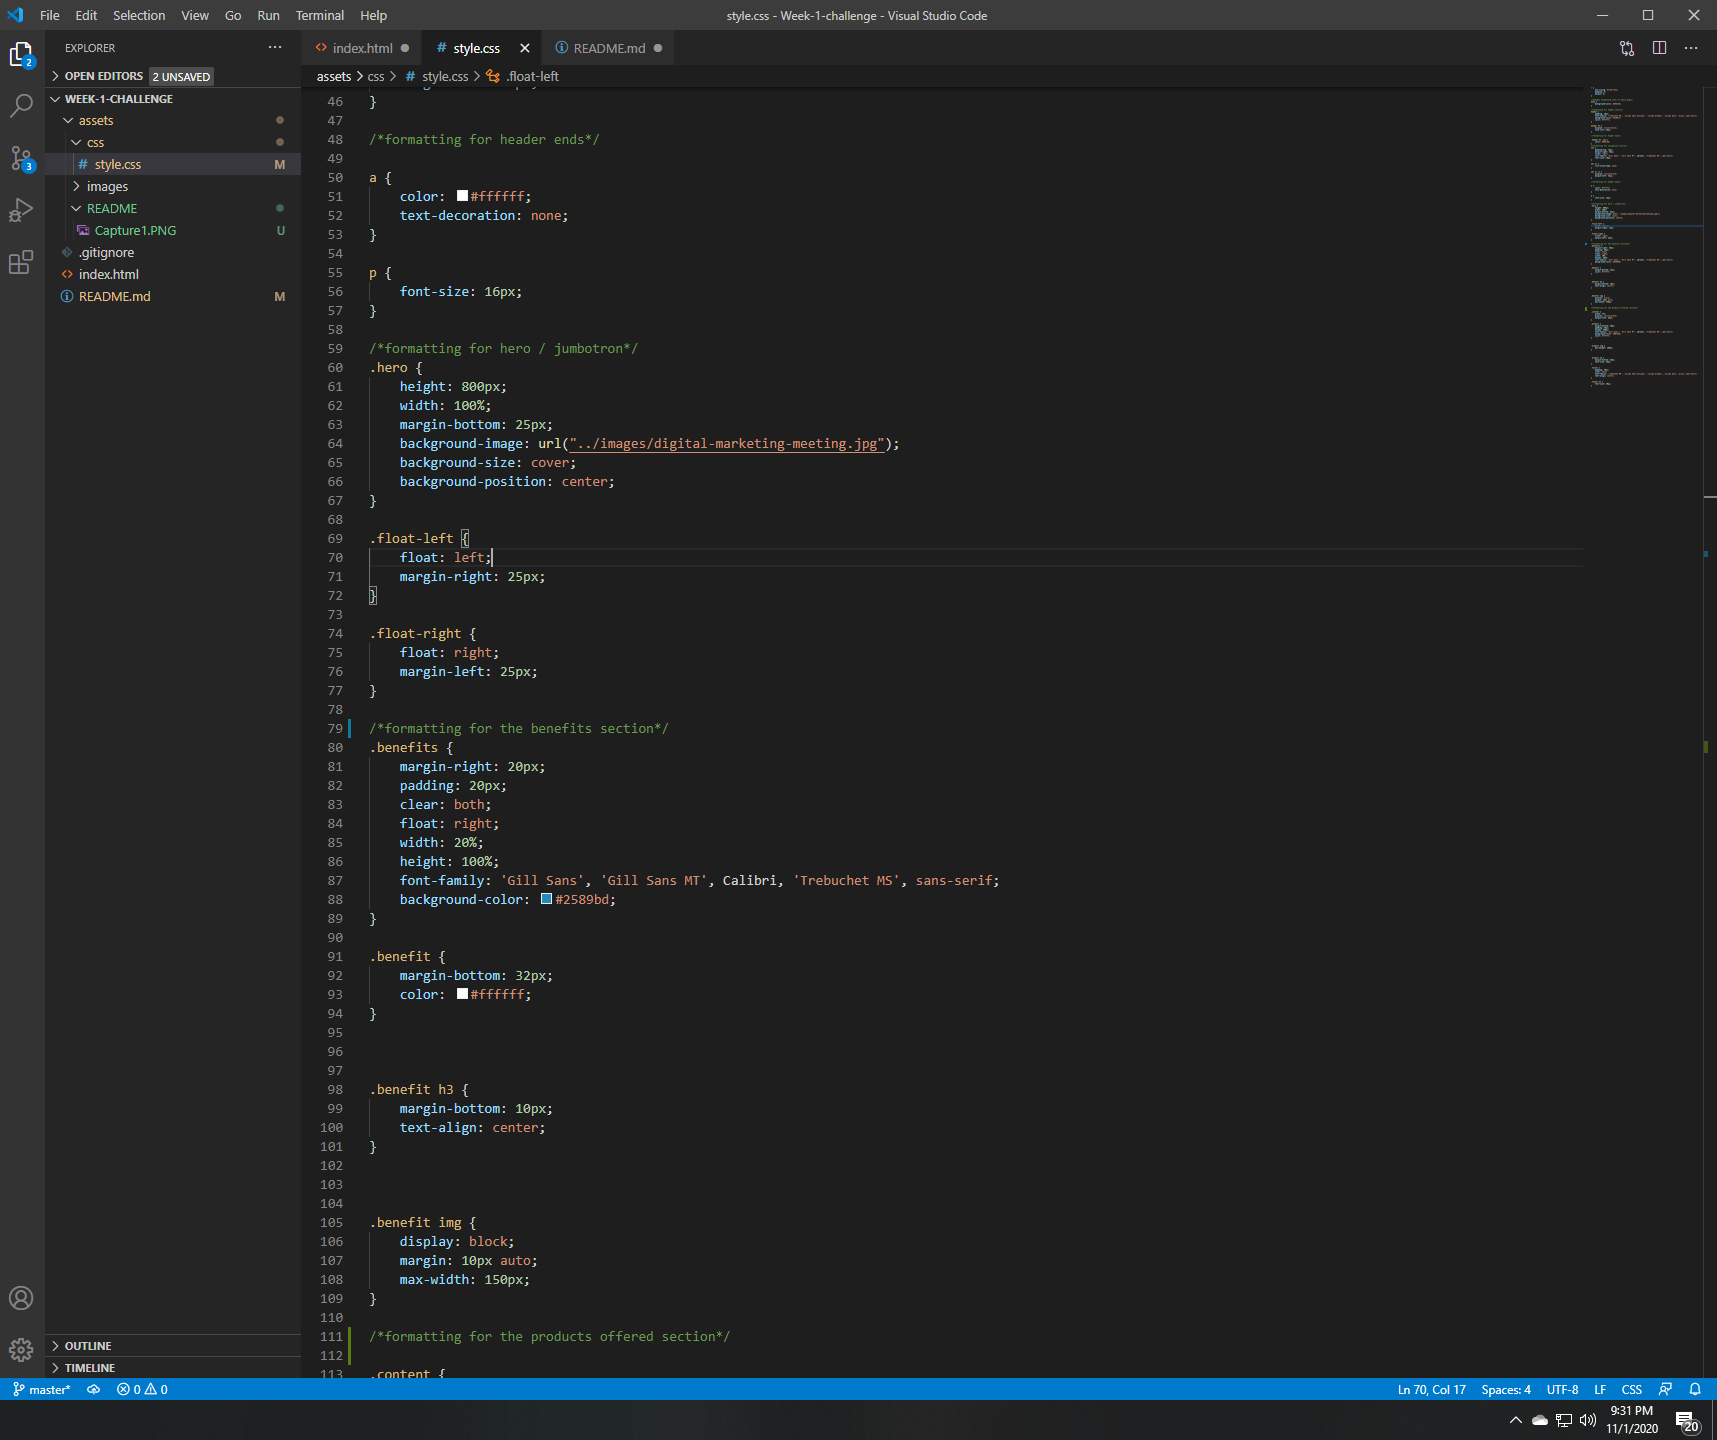 File Edit Selection View Go Run Terminal Help style.css - Week-1-challenge - Visual Studio Code
EXPLORER ···
index.html
# style.css
README.md
assets > css > # style.css > .float-left
OPEN EDITORS 2 UNSAVED
WEEK-1-CHALLENGE
assets
css
# style.css M
images
README
Capture1.PNG U
.gitignore
index.html
README.md M
OUTLINE
TIMELINE
2
3
46 }
47
48 /*formatting for header ends*/
49
50 a {
51 color: #ffffff;
52 text-decoration: none;
53 }
54
55 p {
56 font-size: 16px;
57 }
58
59 /*formatting for hero / jumbotron*/
60 .hero {
61 height: 800px;
62 width: 100%;
63 margin-bottom: 25px;
64 background-image: url("../images/digital-marketing-meeting.jpg");
65 background-size: cover;
66 background-position: center;
67 }
68
69 .float-left {
70 float: left;
71 margin-right: 25px;
72 }
73
74 .float-right {
75 float: right;
76 margin-left: 25px;
77 }
78
79 /*formatting for the benefits section*/
80 .benefits {
81 margin-right: 20px;
82 padding: 20px;
83 clear: both;
84 float: right;
85 width: 20%;
86 height: 100%;
87 font-family: 'Gill Sans', 'Gill Sans MT', Calibri, 'Trebuchet MS', sans-serif;
88 background-color: #2589bd;
89 }
90
91 .benefit {
92 margin-bottom: 32px;
93 color: #ffffff;
94 }
95
96
97
98 .benefit h3 {
99 margin-bottom: 10px;
100 text-align: center;
101 }
102
103
104
105 .benefit img {
106 display: block;
107 margin: 10px auto;
108 max-width: 150px;
109 }
110
111 /*formatting for the products offered section*/
112
113 .content {
master* 0 0 Ln 70, Col 17 Spaces: 4 UTF-8 LF CSS
9:31 PM
11/1/2020
20